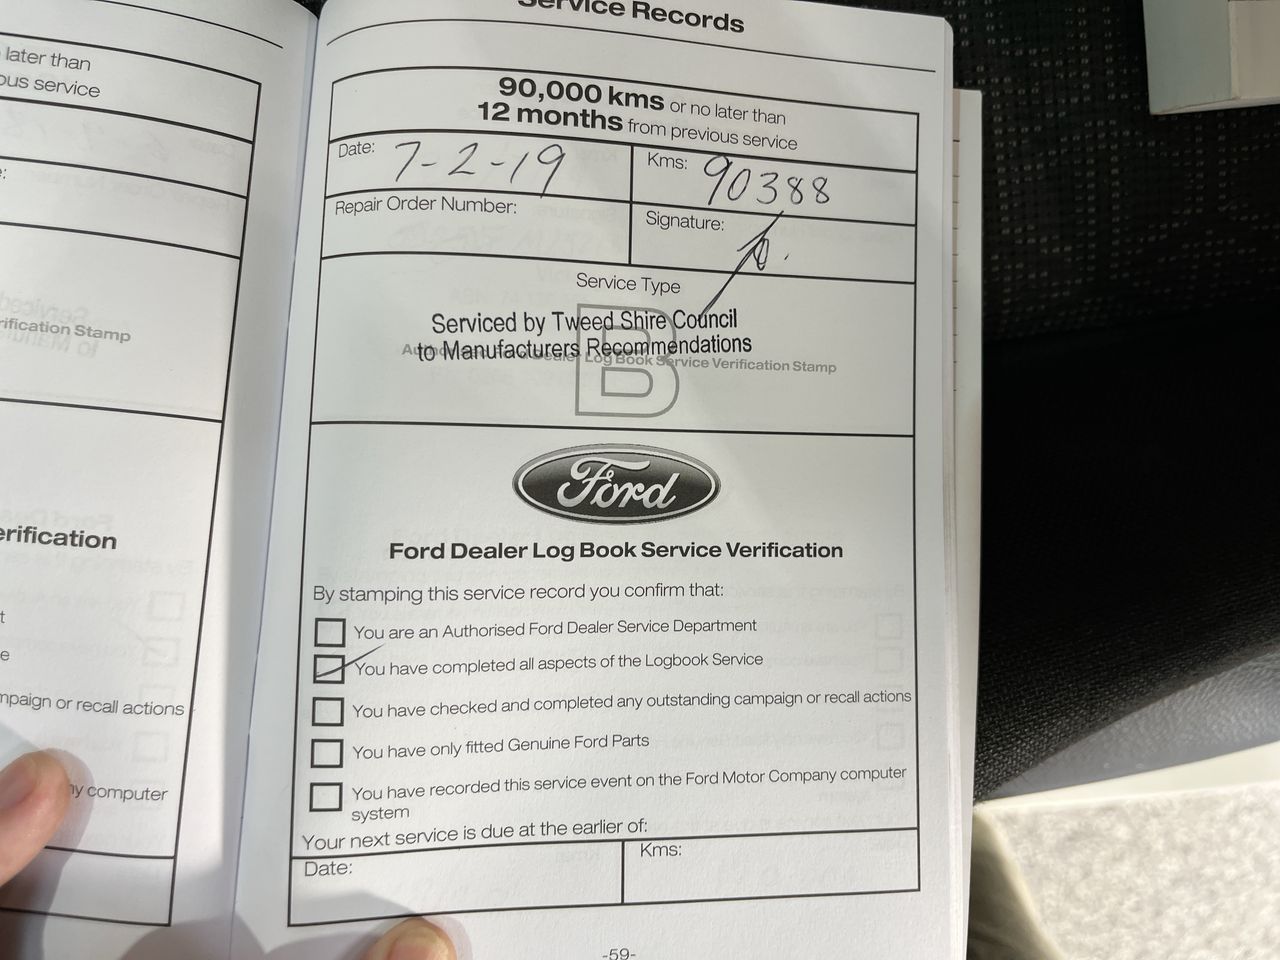 Service Records
later than
ous service
ification Stamp
erification
t
e
mpaign or recall actions
ny computer
90,000 kms or no later than
12 months from previous service
Date: 7-2-19
Kms: 90388
Repair Order Number:
Signature:
Service Type
B
Serviced by Tweed Shire Council
to Manufacturers Recommendations
Log Book Service Verification Stamp
Ford
Ford Dealer Log Book Service Verification
By stamping this service record you confirm that:
You are an Authorised Ford Dealer Service Department
You have completed all aspects of the Logbook Service
You have checked and completed any outstanding campaign or recall actions
You have only fitted Genuine Ford Parts
You have recorded this service event on the Ford Motor Company computer
system
Your next service is due at the earlier of:
Date:
Kms:
-59-